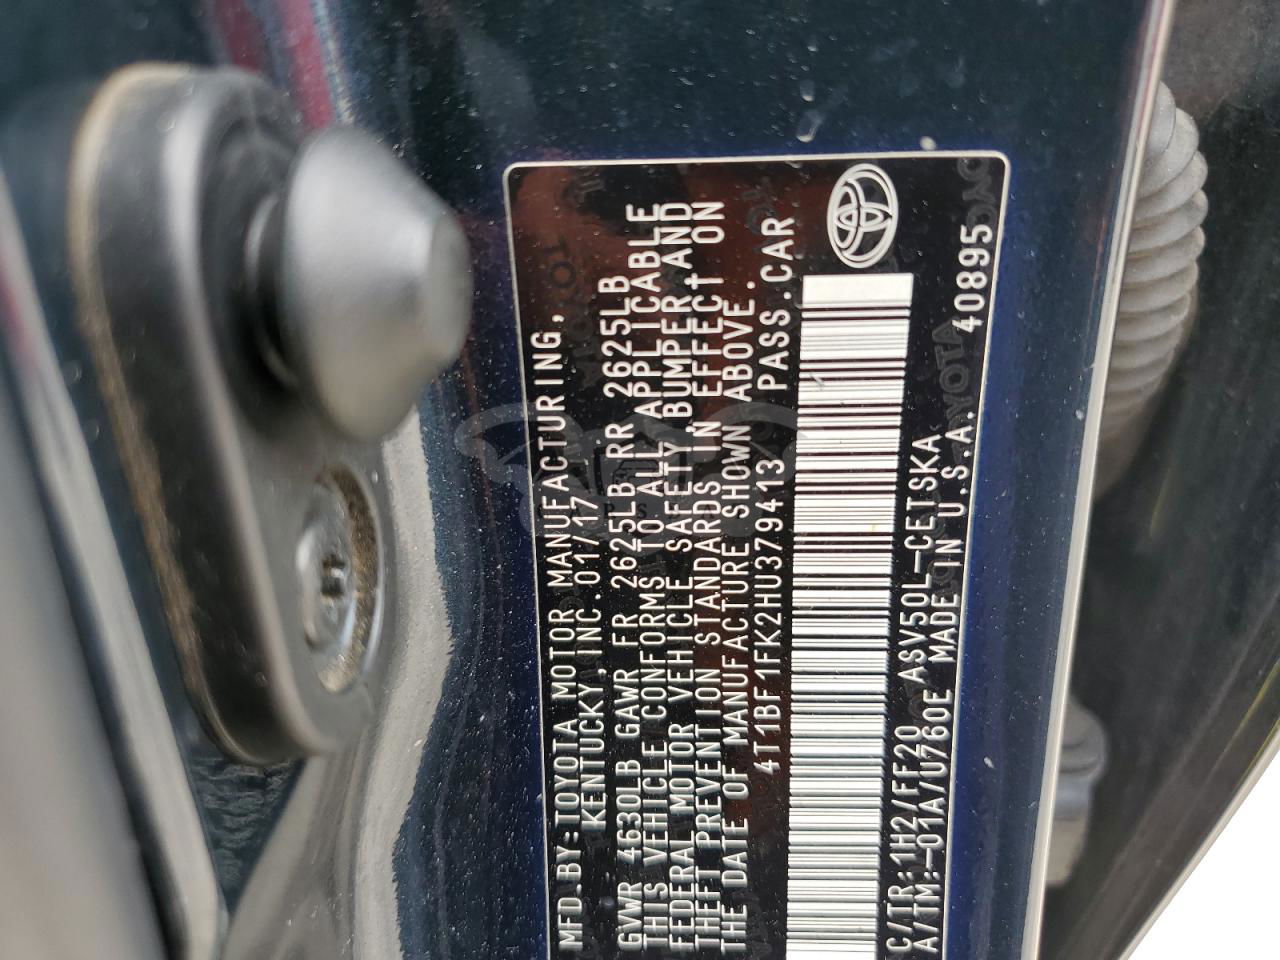 MFD.BY:TOYOTA MOTOR MANUFACTURING,
KENTUCKY,INC.01/17
GVWR 4630LB GAWR FR 2625LB RR 2625LB
THIS VEHICLE CONFORMS TO ALL APPLICABLE
FEDERAL MOTOR VEHICLE SAFETY,BUMPER,AND
THEFT PREVENTION STANDARDS IN EFFECT ON
THE DATE OF MANUFACTURE SHOWN ABOVE.
4T1BF1FK2HU379413 PASS.CAR
C/TR:1H2/FF20 ASV50L-CETSKA
A/TM:-01A/U760E MADE IN U.S.A. 40895